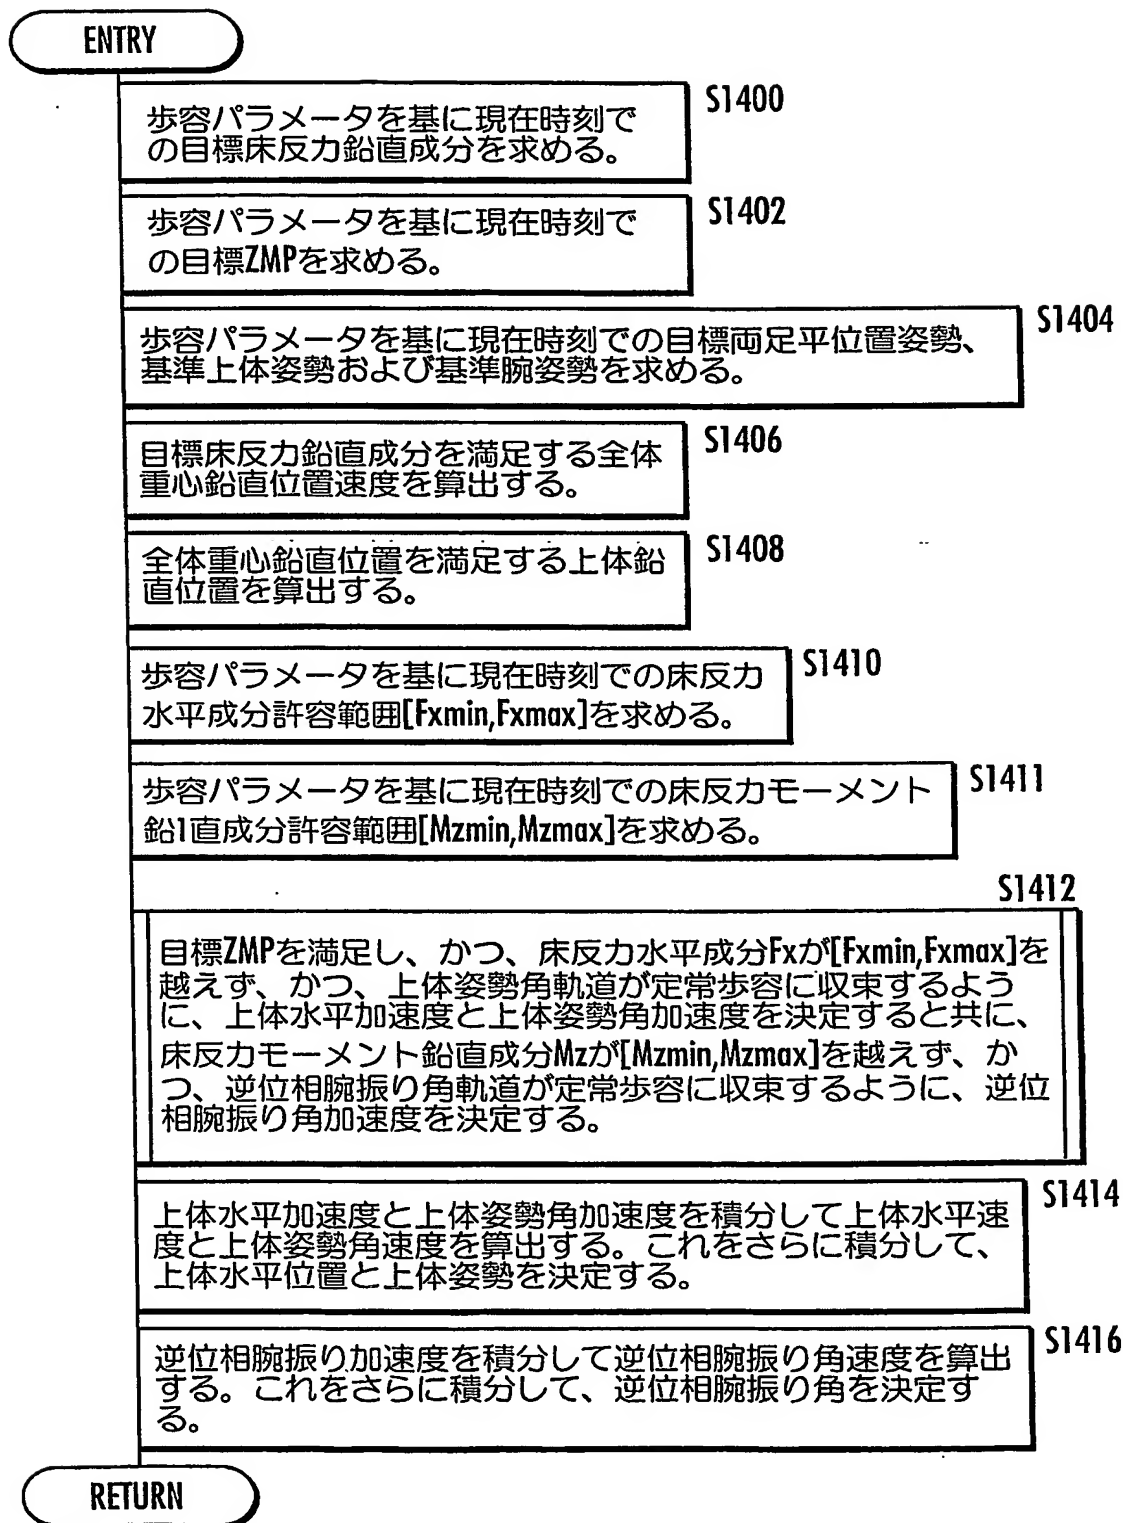 ENTRY
S1400
歩容パラメータを基に現在時刻で
の目標床反力鉛直成分を求める。
S1402
歩容パラメータを基に現在時刻で
の目標ZMPを求める。
S1404
歩容パラメータを基に現在時刻での目標両足平位置姿勢、
基準上体姿勢および基準腕姿勢を求める。
S1406
目標床反力鉛直成分を満足する全体
重心鉛直位置速度を算出する。
S1408
全体重心鉛直位置を満足する上体鉛
直位置を算出する。
S1410
歩容パラメータを基に現在時刻での床反力
水平成分許容範囲[Fxmin,Fxmax]を求める。
S1411
歩容パラメータを基に現在時刻での床反力モーメント
鉛1直成分許容範囲[Mzmin,Mzmax]を求める。
S1412
目標ZMPを満足し、かつ、床反力水平成分Fxが[Fxmin,Fxmax]を
越えず、かつ、上体姿勢角軌道が定常歩容に収束するよう
に、上体水平加速度と上体姿勢角加速度を決定すると共に、
床反力モーメント鉛直成分Mzが[Mzmin,Mzmax]を越えず、か
つ、逆位相腕振り角軌道が定常歩容に収束するように、逆位
相腕振り角加速度を決定する。
S1414
上体水平加速度と上体姿勢角加速度を積分して上体水平速
度と上体姿勢角速度を算出する。これをさらに積分して、
上体水平位置と上体姿勢を決定する。
S1416
逆位相腕振り加速度を積分して逆位相腕振り角速度を算出
する。これをさらに積分して、逆位相腕振り角を決定す
る。
RETURN